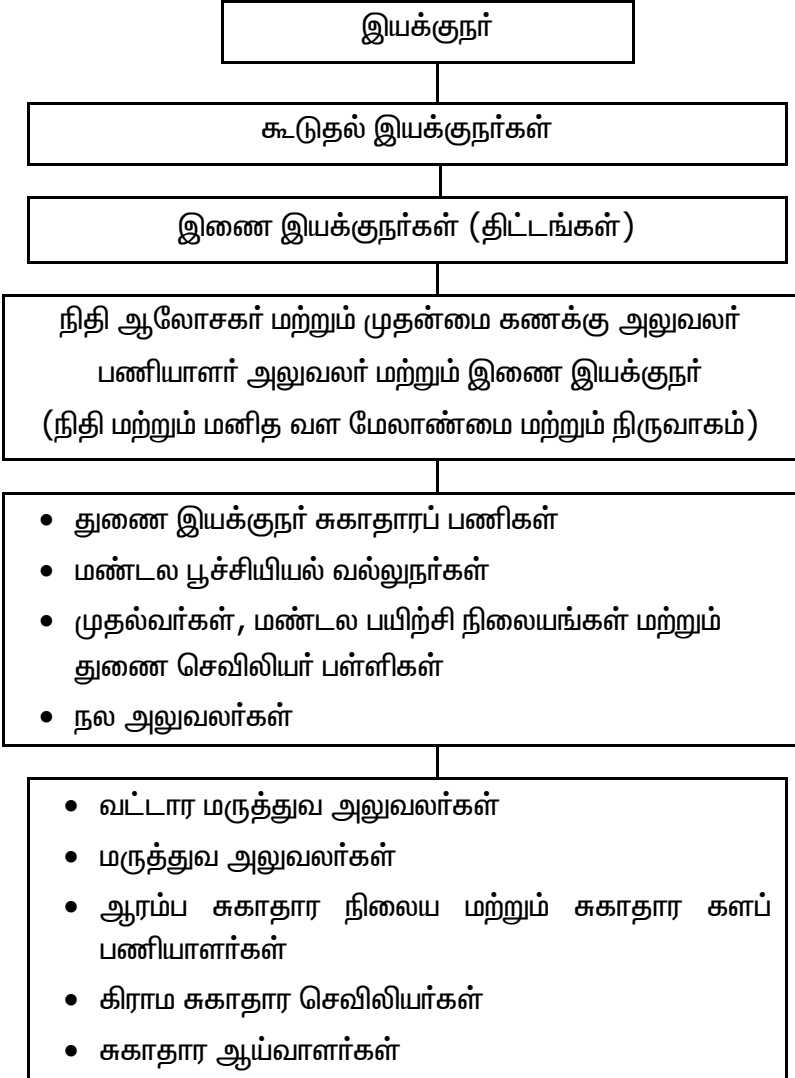 இயக்குநர்
கூடுதல் இயக்குநர்கள்
இணை இயக்குநர்கள் (திட்டங்கள்)
நிதி ஆலோசகர் மற்றும் முதன்மை கணக்கு அலுவலர்
பணியாளர் அலுவலர் மற்றும் இணை இயக்குநர்
(நிதி மற்றும் மனித வள மேலாண்மை மற்றும் நிருவாகம்)
• துணை இயக்குநர் சுகாதாரப் பணிகள்
• மண்டல பூச்சியியல் வல்லுநர்கள்
• முதல்வர்கள், மண்டல பயிற்சி நிலையங்கள் மற்றும்
துணை செவிலியர் பள்ளிகள்
• நல அலுவலர்கள்
• வட்டார மருத்துவ அலுவலர்கள்
• மருத்துவ அலுவலர்கள்
• ஆரம்ப சுகாதார நிலைய மற்றும் சுகாதார களப்
பணியாளர்கள்
• கிராம சுகாதார செவிலியர்கள்
• சுகாதார ஆய்வாளர்கள்